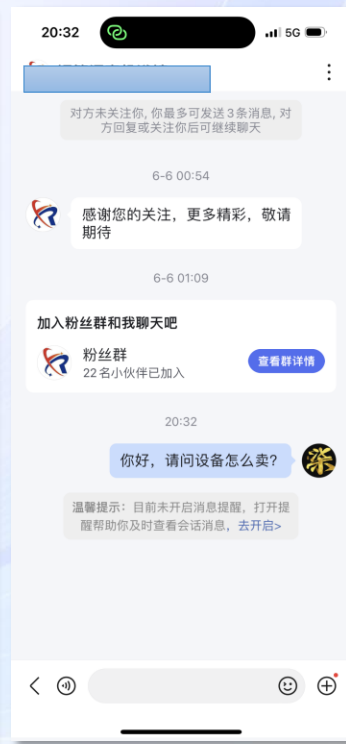 20:32
5G
对方未关注你, 你最多可发送3条消息, 对
方回复或关注你后可继续聊天
6-6 00:54
感谢您的关注，更多精彩，敬请
期待
6-6 01:09
加入粉丝群和我聊天吧
粉丝群
22名小伙伴已加入
查看群详情
20:32
你好，请问设备怎么卖?
温馨提示：目前未开启消息提醒，打开提
醒帮助你及时查看会话消息，去开启>